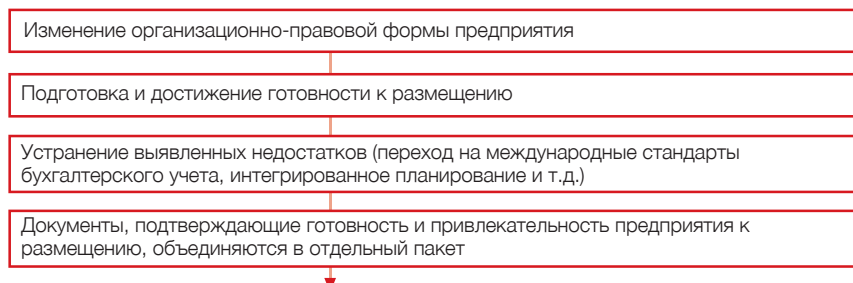 Изменение организационно-правовой формы предприятия
Подготовка и достижение готовности к размещению
Устранение выявленных недостатков (переход на международные стандарты
бухгалтерского учета, интегрированное планирование и т.д.)
Документы, подтверждающие готовность и привлекательность предприятия к
размещению, объединяются в отдельный пакет